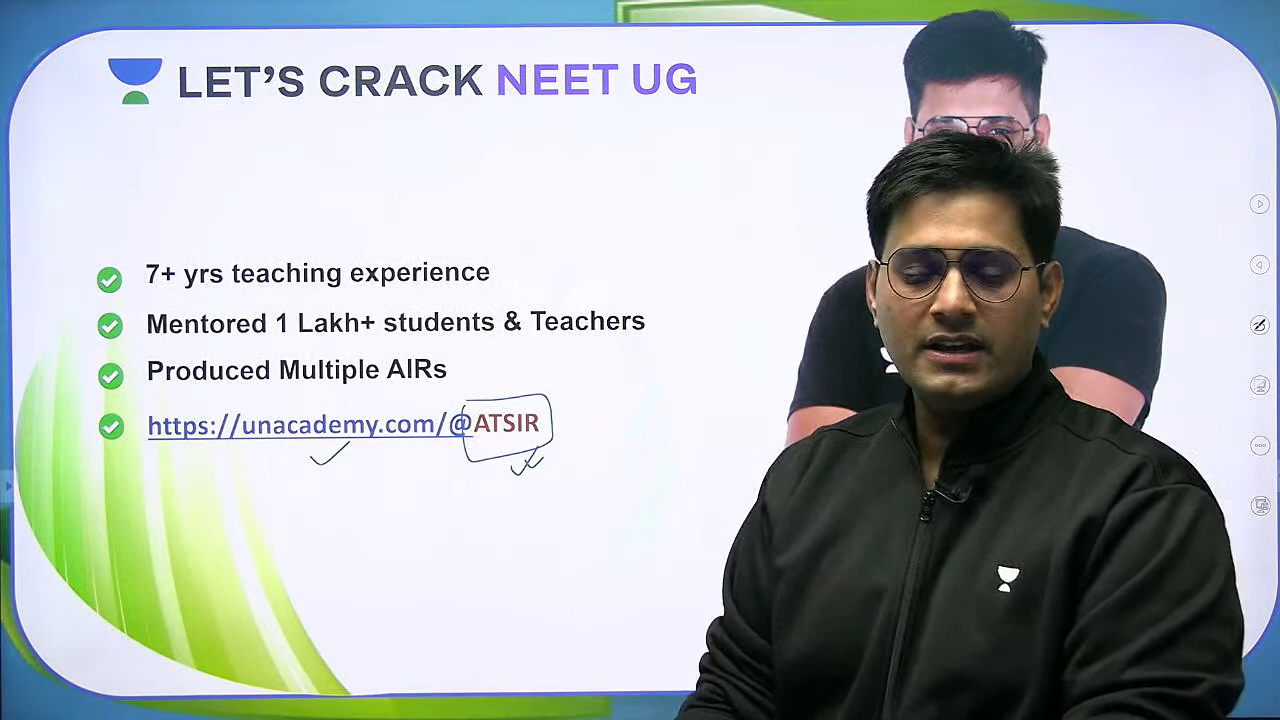 LET'S CRACK NEET UG
7+ yrs teaching experience
Mentored 1 Lakh+ students & Teachers
Produced Multiple AIRs
https://unacademy.com/@ATSIR